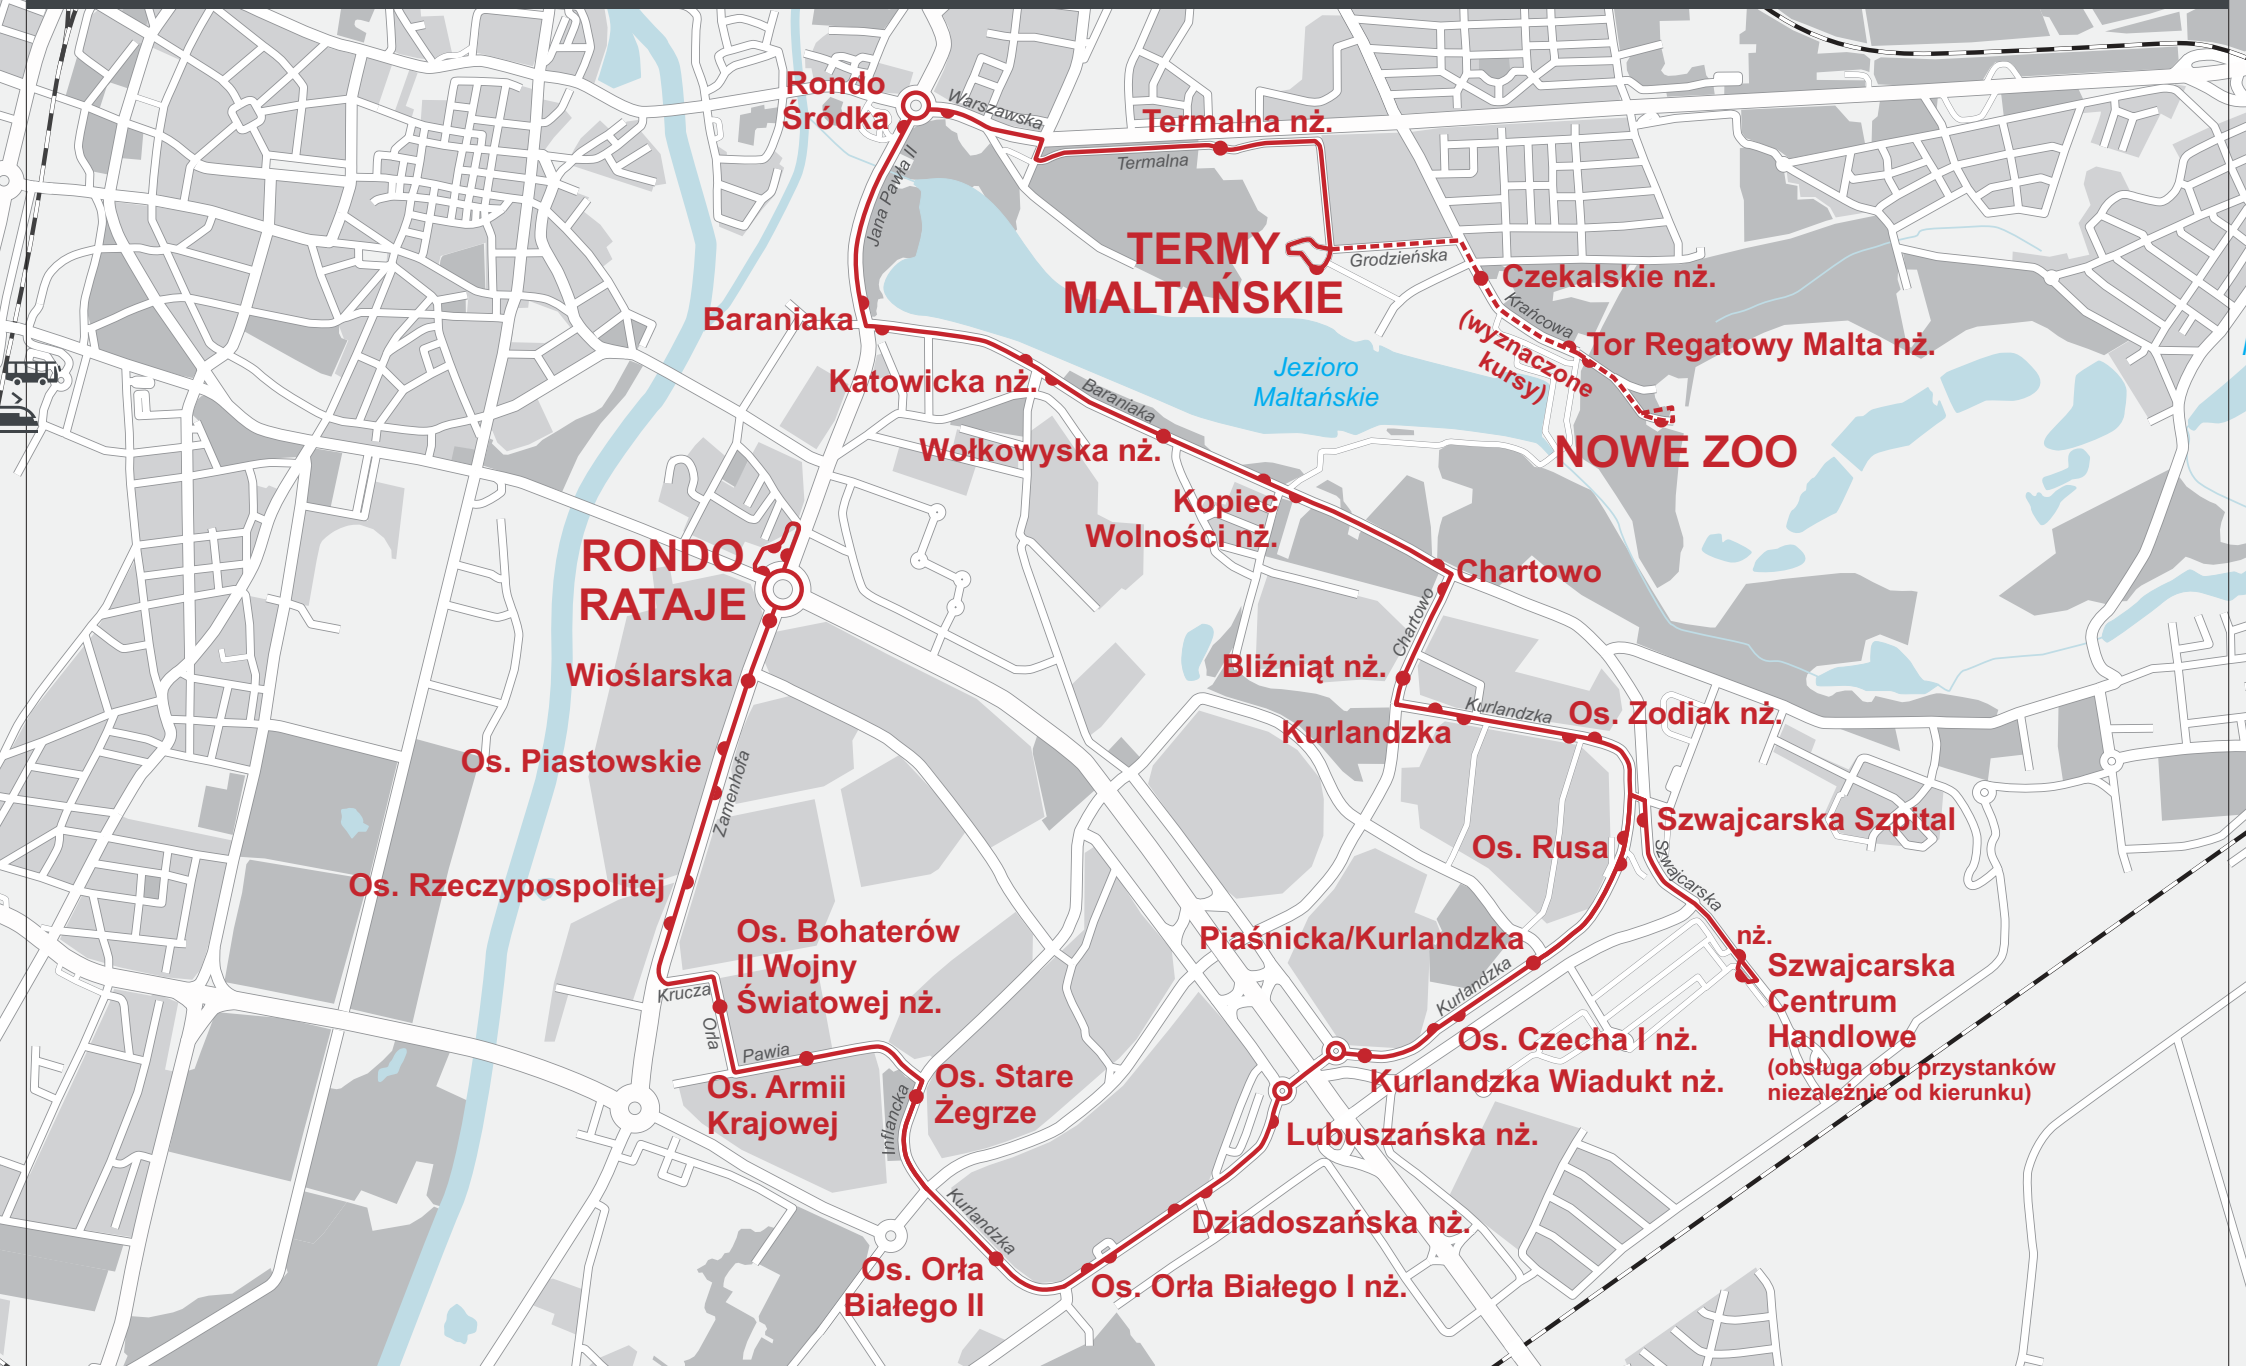 Rondo
Śródka
Warszawska
Termalna nż.
Termalna
Jana Pawła II
TERMY
MALTAŃSKIE
Grodzieńska
Czekalskie nż.
Krańcowa
(wyznaczone
kursy)
Tor Regatowy Malta nż.
Baraniaka
Jezioro
Maltańskie
Katowicka nż.
Baraniaka
NOWE ZOO
Wołkowyska nż.
Kopiec
Wolności nż.
RONDO
RATAJE
Chartowo
Chartowo
Wioślarska
Bliźniąt nż.
Kurlandzka
Kurlandzka
Os. Zodiak nż.
Os. Piastowskie
Zamenhofa
Szwajcarska Szpital
Os. Rusa
Szwajcarska
Os. Rzeczypospolitej
Os. Bohaterów
II Wojny
Światowej nż.
Piaśnicka/Kurlandzka
nż.
Szwajcarska
Centrum
Handlowe
(obsługa obu przystanków
niezależnie od kierunku)
Krucza
Orla
Kurlandzka
Pawia
Os. Czecha I nż.
Os. Armii
Krajowej
Os. Stare
Żegrze
Kurlandzka Wiadukt nż.
Inflancka
Lubuszańska nż.
Kurlandzka
Dziadoszańska nż.
Os. Orła
Białego II
Os. Orła Białego I nż.